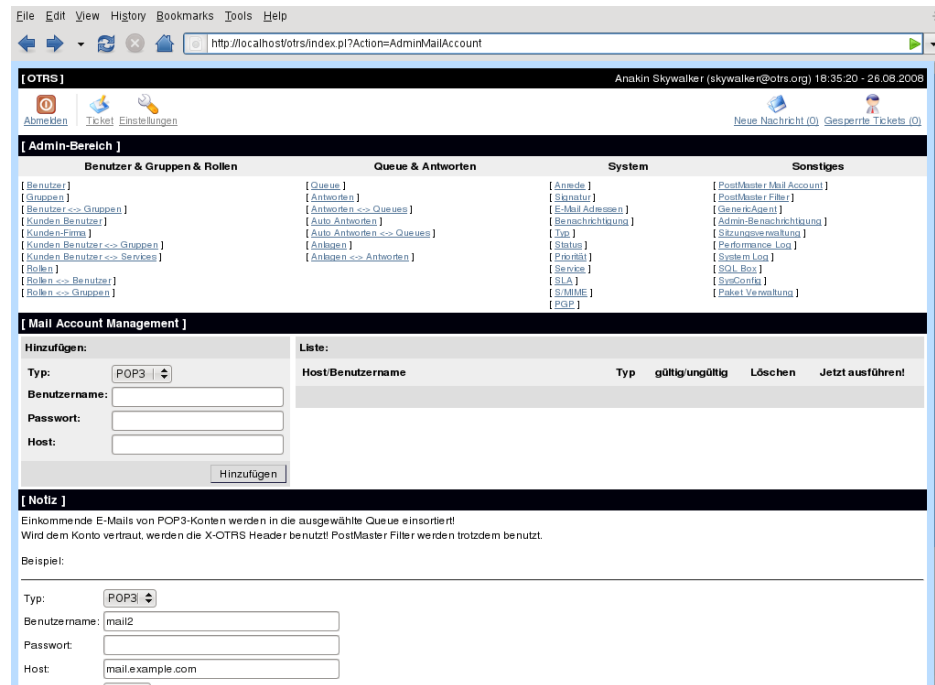 File Edit View History Bookmarks Tools Help
http://localhost/otrs/index.pl?Action=AdminMailAccount
[ OTRS ] Anakin Skywalker (skywalker@otrs.org) 18:35:20 - 26.08.2008
Abmelden Ticket Einstellungen Neue Nachricht (0) Gesperrte Tickets (0)
[ Admin-Bereich ]
Benutzer & Gruppen & Rollen Queue & Antworten System Sonstiges
[ Benutzer ] [ Queue ] [ Anrede ] [ PostMaster Mail Account ]
[ Gruppen ] [ Antworten ] [ Signatur ] [ PostMaster Filter ]
[ Benutzer <-> Gruppen ] [ Antworten <-> Queues ] [ E-Mail Adressen ] [ GenericAgent ]
[ Kunden Benutzer ] [ Auto Antworten ] [ Benachrichtigung ] [ Admin-Benachrichtigung ]
[ Kunden-Firma ] [ Auto Antworten <-> Queues ] [ Typ ] [ Sitzungsverwaltung ]
[ Kunden Benutzer <-> Gruppen ] [ Anlagen ] [ Status ] [ Performance Log ]
[ Kunden Benutzer <-> Services ] [ Anlagen <-> Antworten ] [ Priorität ] [ System Log ]
[ Rollen ] [ Service ] [ SQL Box ]
[ Rollen <-> Benutzer ] [ SLA ] [ SysConfig ]
[ Rollen <-> Gruppen ] [ S/MIME ] [ Paket Verwaltung ]
[ PGP ]
[ Mail Account Management ]
Hinzufügen: Liste:
Typ: POP3 Host/Benutzername Typ gültig/ungültig Löschen Jetzt ausführen!
Benutzername:
Passwort:
Host:
Hinzufügen
[ Notiz ]
Einkommende E-Mails von POP3-Konten werden in die ausgewählte Queue einsortiert!
Wird dem Konto vertraut, werden die X-OTRS Header benutzt! PostMaster Filter werden trotzdem benutzt.
Beispiel:
Typ: POP3
Benutzername: mail2
Passwort:
Host: mail.example.com